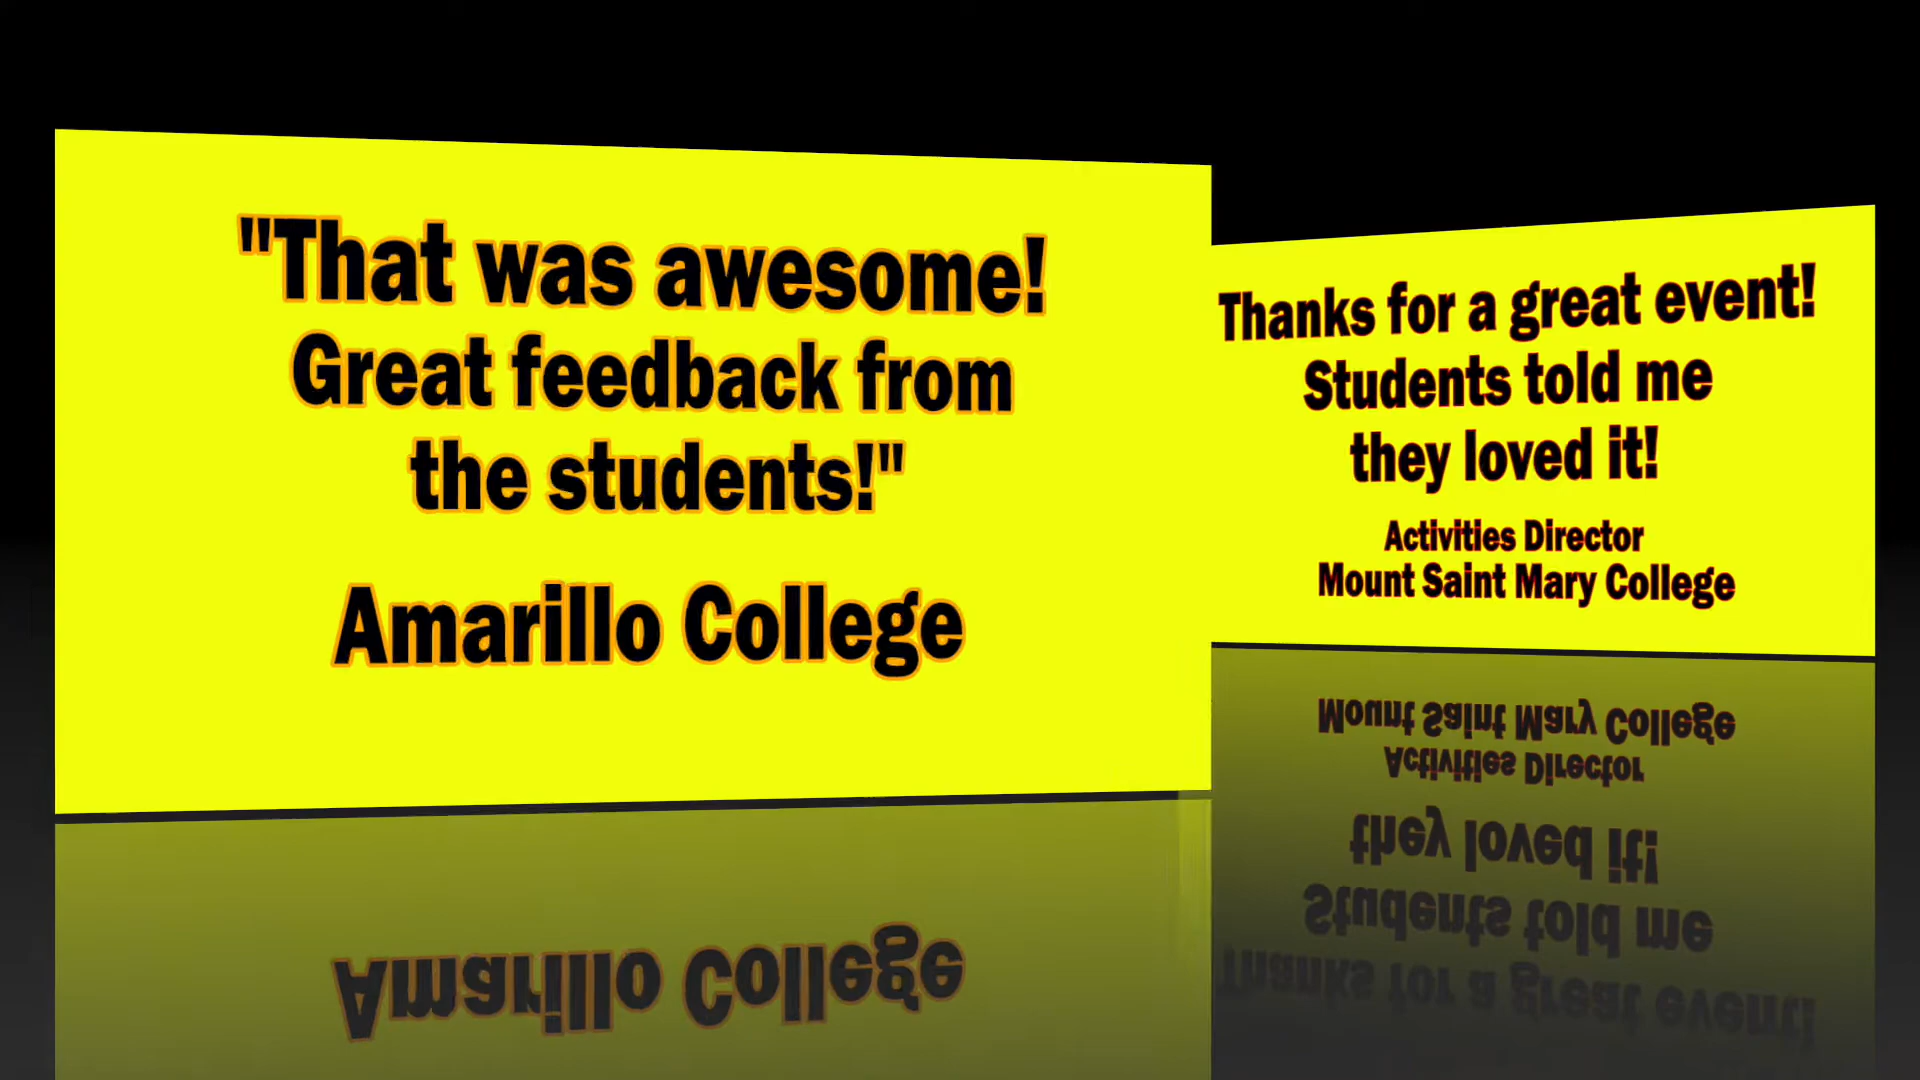 "That was awesome!
Great feedback from
the students!"
Amarillo College
Thanks for a great event!
Students told me
they loved it!
Activities Director
Mount Saint Mary College